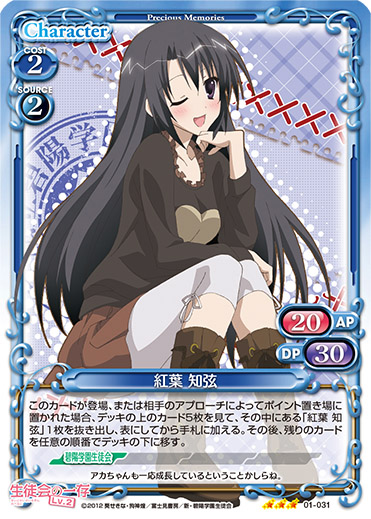 Precious Memories
Character
COST
2
SOURCE
2
陽学
20 AP
DP 30
紅葉 知弦
このカードが登場、または相手のアプローチによってポイント置き場に
置かれた場合、デッキの上のカード5枚を見て、その中にある「紅葉 知
弦」1枚を抜き出し、表にしてから手札に加える。その後、残りのカード
を任意の順番でデッキの下に移す。
碧陽学園生徒会
アカちゃんも一応成長しているということかしらね。
生徒会の一存
Lv.2
©2012 葵せきな・狗神煌/富士見書房/新・碧陽学園生徒会
01-031